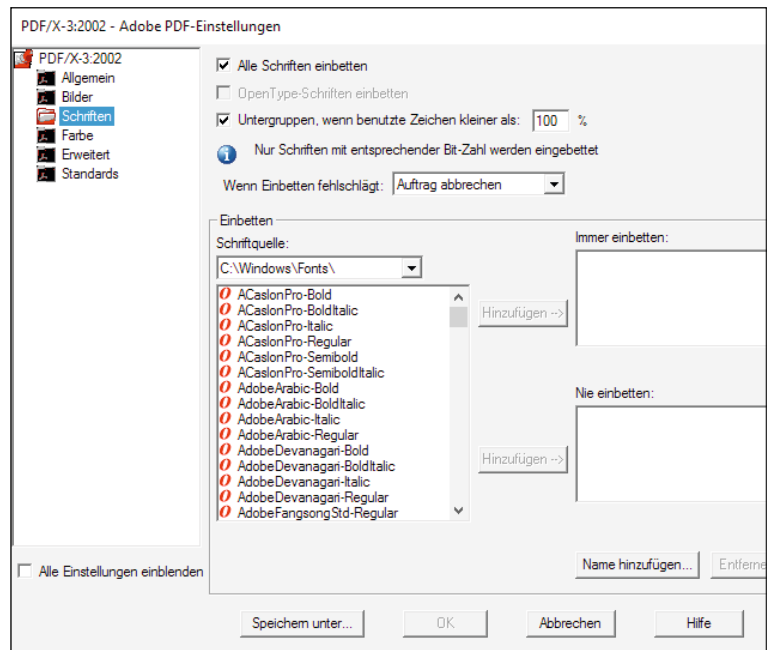 PDF/X-3:2002 - Adobe PDF-Einstellungen
PDF/X-3:2002
Allgemein
Bilder
Schriften
Farbe
Erweitert
Standards
Alle Einstellungen einblenden
Alle Schriften einbetten
OpenType-Schriften einbetten
Untergruppen, wenn benutzte Zeichen kleiner als: 100 %
Nur Schriften mit entsprechender Bit-Zahl werden eingebettet
Wenn Einbetten fehlschlägt: Auftrag abbrechen
Einbetten
Schriftquelle:
C:\Windows\Fonts\
ACaslonPro-Bold
ACaslonPro-BoldItalic
ACaslonPro-Italic
ACaslonPro-Regular
ACaslonPro-Semibold
ACaslonPro-SemiboldItalic
AdobeArabic-Bold
AdobeArabic-BoldItalic
AdobeArabic-Italic
AdobeArabic-Regular
AdobeDevanagari-Bold
AdobeDevanagari-BoldItalic
AdobeDevanagari-Italic
AdobeDevanagari-Regular
AdobeFangsongStd-Regular
Hinzufügen -->
Hinzufügen -->
Immer einbetten:
Nie einbetten:
Name hinzufügen... Entferne
Speichern unter... OK Abbrechen Hilfe